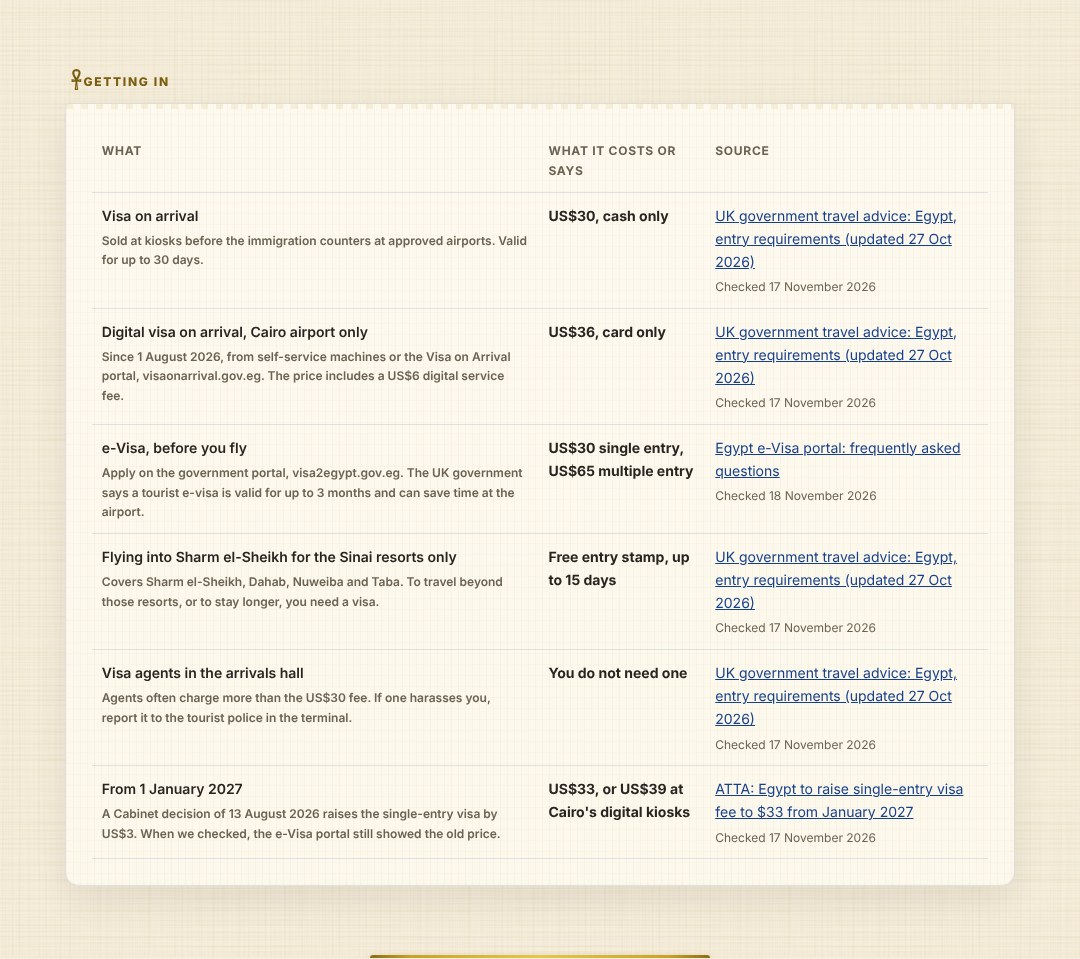 GETTING IN
WHAT
WHAT IT COSTS OR
SAYS
SOURCE
Visa on arrival
Sold at kiosks before the immigration counters at approved airports. Valid
for up to 30 days.
US$30, cash only
UK government travel advice: Egypt,
entry requirements (updated 27 Oct
2026)
Checked 17 November 2026
Digital visa on arrival, Cairo airport only
Since 1 August 2026, from self-service machines or the Visa on Arrival
portal, visaonarrival.gov.eg. The price includes a US$6 digital service
fee.
US$36, card only
UK government travel advice: Egypt,
entry requirements (updated 27 Oct
2026)
Checked 17 November 2026
e-Visa, before you fly
Apply on the government portal, visa2egypt.gov.eg. The UK government
says a tourist e-visa is valid for up to 3 months and can save time at the
airport.
US$30 single entry,
US$65 multiple entry
Egypt e-Visa portal: frequently asked
questions
Checked 18 November 2026
Flying into Sharm el-Sheikh for the Sinai resorts only
Covers Sharm el-Sheikh, Dahab, Nuweiba and Taba. To travel beyond
those resorts, or to stay longer, you need a visa.
Free entry stamp, up
to 15 days
UK government travel advice: Egypt,
entry requirements (updated 27 Oct
2026)
Checked 17 November 2026
Visa agents in the arrivals hall
Agents often charge more than the US$30 fee. If one harasses you,
report it to the tourist police in the terminal.
You do not need one
UK government travel advice: Egypt,
entry requirements (updated 27 Oct
2026)
Checked 17 November 2026
From 1 January 2027
A Cabinet decision of 13 August 2026 raises the single-entry visa by
US$3. When we checked, the e-Visa portal still showed the old price.
US$33, or US$39 at
Cairo's digital kiosks
ATTA: Egypt to raise single-entry visa
fee to $33 from January 2027
Checked 17 November 2026